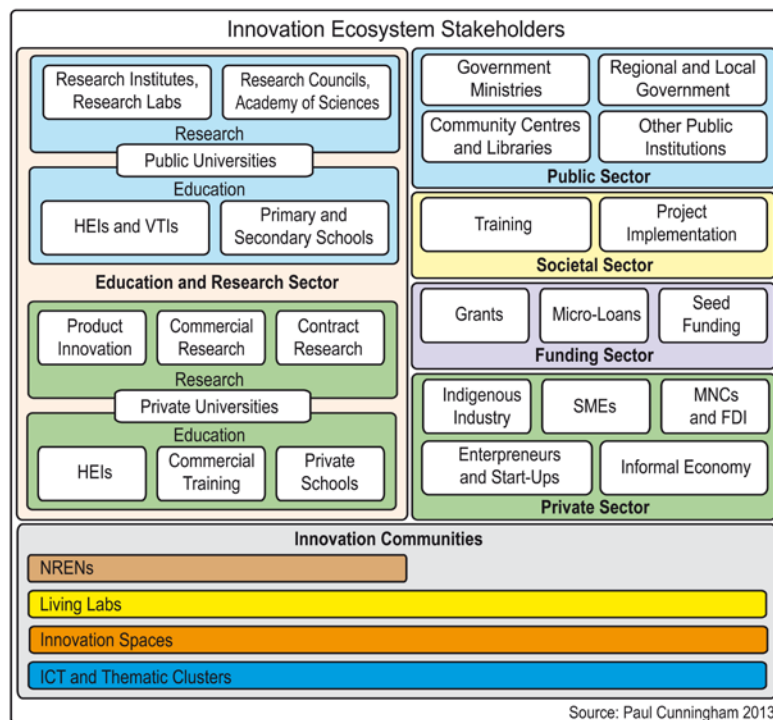 Innovation Ecosystem Stakeholders
Research Institutes,
Research Labs
Research Councils,
Academy of Sciences
Research
Public Universities
Education
HEIs and VTIs
Primary and
Secondary Schools
Education and Research Sector
Product
Innovation
Commercial
Research
Contract
Research
Research
Private Universities
Education
HEIs
Commercial
Training
Private
Schools
Government
Ministries
Regional and Local
Government
Community Centres
and Libraries
Other Public
Institutions
Public Sector
Training
Project
Implementation
Societal Sector
Grants
Micro-Loans
Seed
Funding
Funding Sector
Indigenous
Industry
SMEs
MNCs
and FDI
Enterpreneurs
and Start-Ups
Informal Economy
Private Sector
Innovation Communities
NRENs
Living Labs
Innovation Spaces
ICT and Thematic Clusters
Source: Paul Cunningham 2013